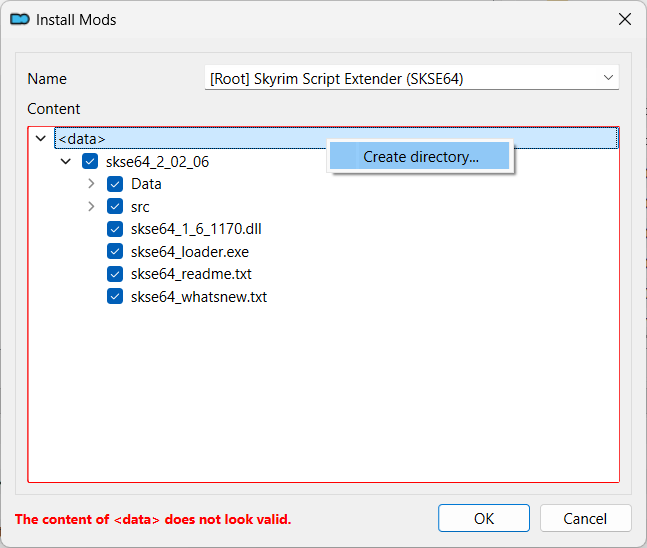 Install Mods
Name
[Root] Skyrim Script Extender (SKSE64)
Content
<data>
Create directory...
skse64_2_02_06
Data
src
skse64_1_6_1170.dll
skse64_loader.exe
skse64_readme.txt
skse64_whatsnew.txt
The content of <data> does not look valid.
OK
Cancel